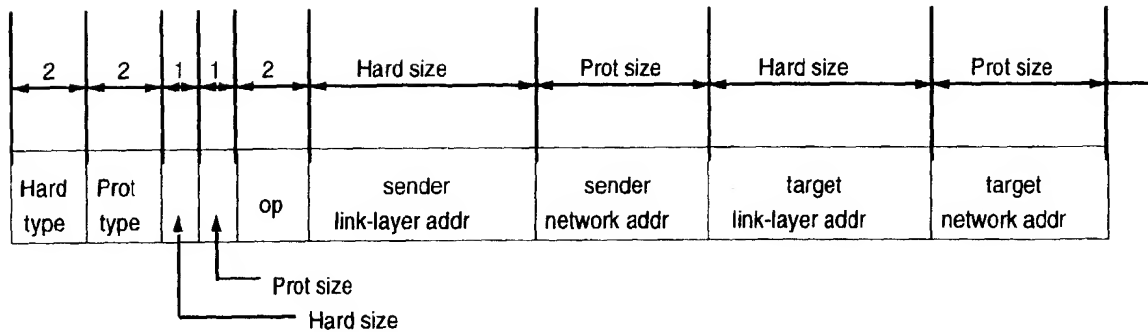 2 2 1 1 2 Hard size Prot size Hard size Prot size
Hard type
Prot type
op
sender link-layer addr
sender network addr
target link-layer addr
target network addr
Prot size
Hard size